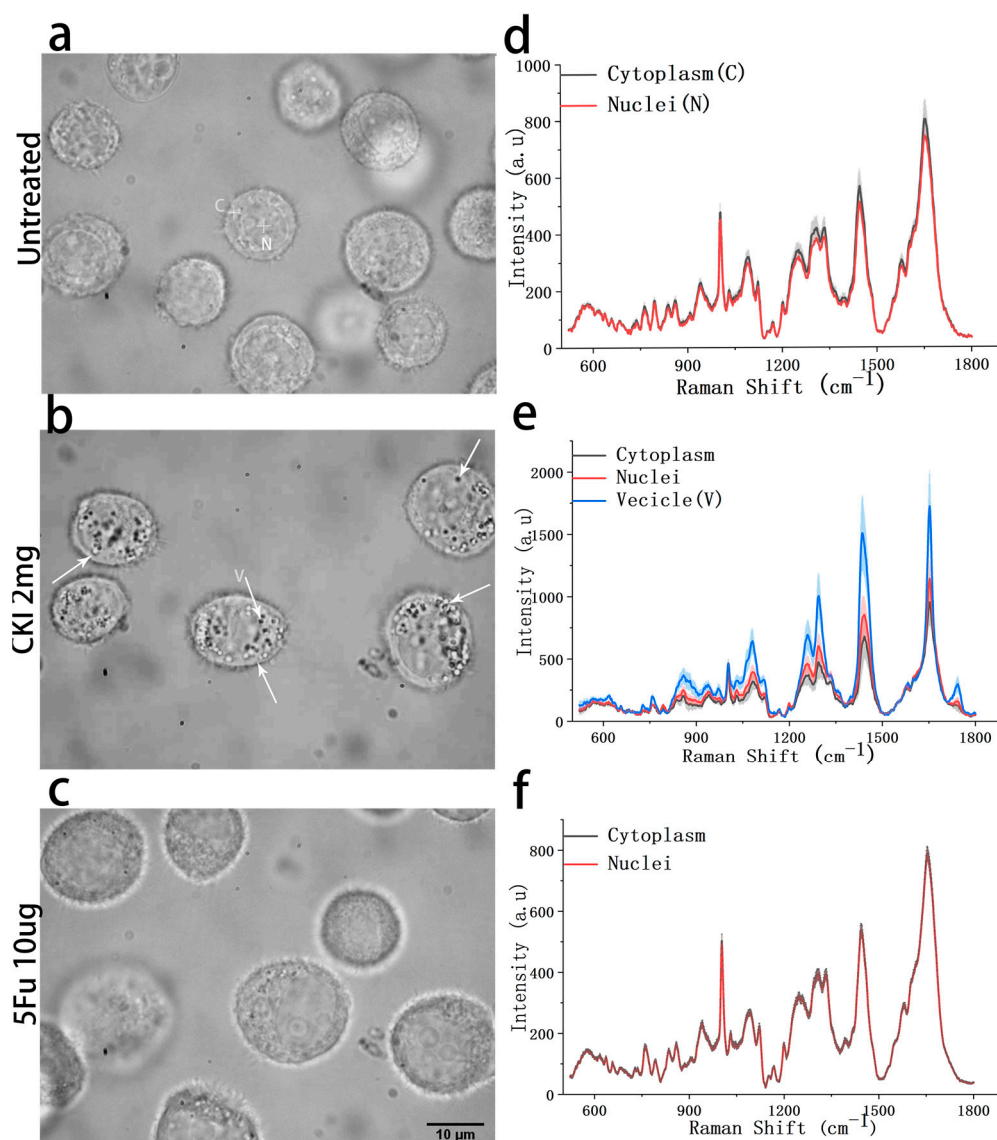 a
Untreated
C
N
d
Cytoplasm(C)
Nuclei(N)
Intensity (a.u)
1000
800
600
400
200
0
600 900 1200 1500 1800
Raman Shift (cm-1)
b
CKI 2mg
V
e
Cytoplasm
Nuclei
Vecicle(V)
Intensity (a.u)
2000
1500
1000
500
0
600 900 1200 1500 1800
Raman Shift (cm-1)
c
5Fu 10ug
10 μm
f
Cytoplasm
Nuclei
Intensity (a.u)
800
600
400
200
0
600 900 1200 1500 1800
Raman Shift (cm-1)